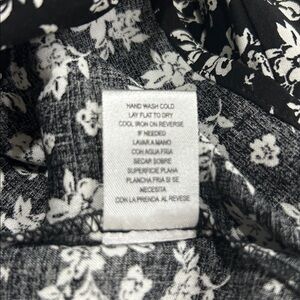 HAND WASH COLD
LAY FLAT TO DRY
COOL IRON ON REVERSE
IF NEEDED
LAVAR A MANO
CON AGUA FRIA
SECAR SOBRE
SUPERFICIE PLANA
PLANCHA FRIA SI SE
NECESITA
CON LA PRENDA AL REVESE